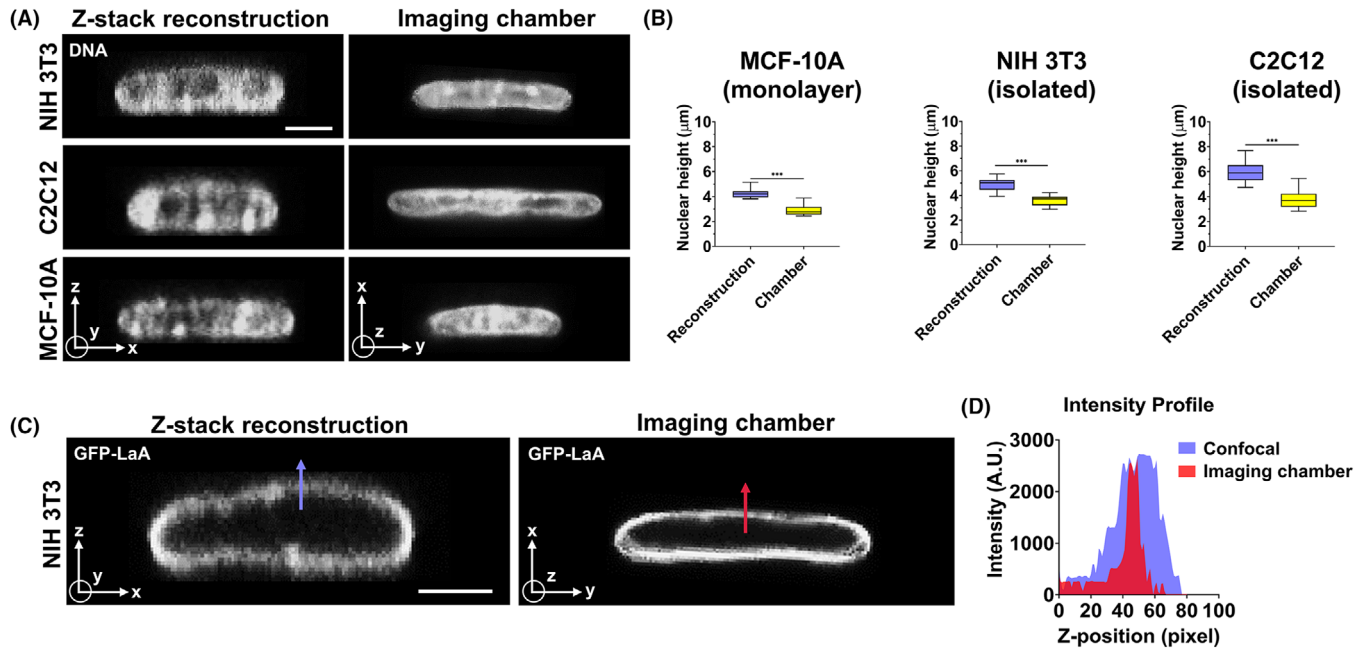 (A)
Z-stack reconstruction
Imaging chamber
NIH 3T3
DNA
C2C12
MCF-10A
z
y
x
x
z
y
(B)
MCF-10A
(monolayer)
Nuclear height (μm)
10
8
6
4
2
0
***
Reconstruction
Chamber
NIH 3T3
(isolated)
Nuclear height (μm)
10
8
6
4
2
0
***
Reconstruction
Chamber
C2C12
(isolated)
Nuclear height (μm)
10
8
6
4
2
0
***
Reconstruction
Chamber
(C)
Z-stack reconstruction
Imaging chamber
NIH 3T3
GFP-LaA
z
y
x
GFP-LaA
x
z
y
(D)
Intensity Profile
Intensity (A.U.)
3000
2000
1000
0
0 20 40 60 80 100
Z-position (pixel)
Confocal
Imaging chamber